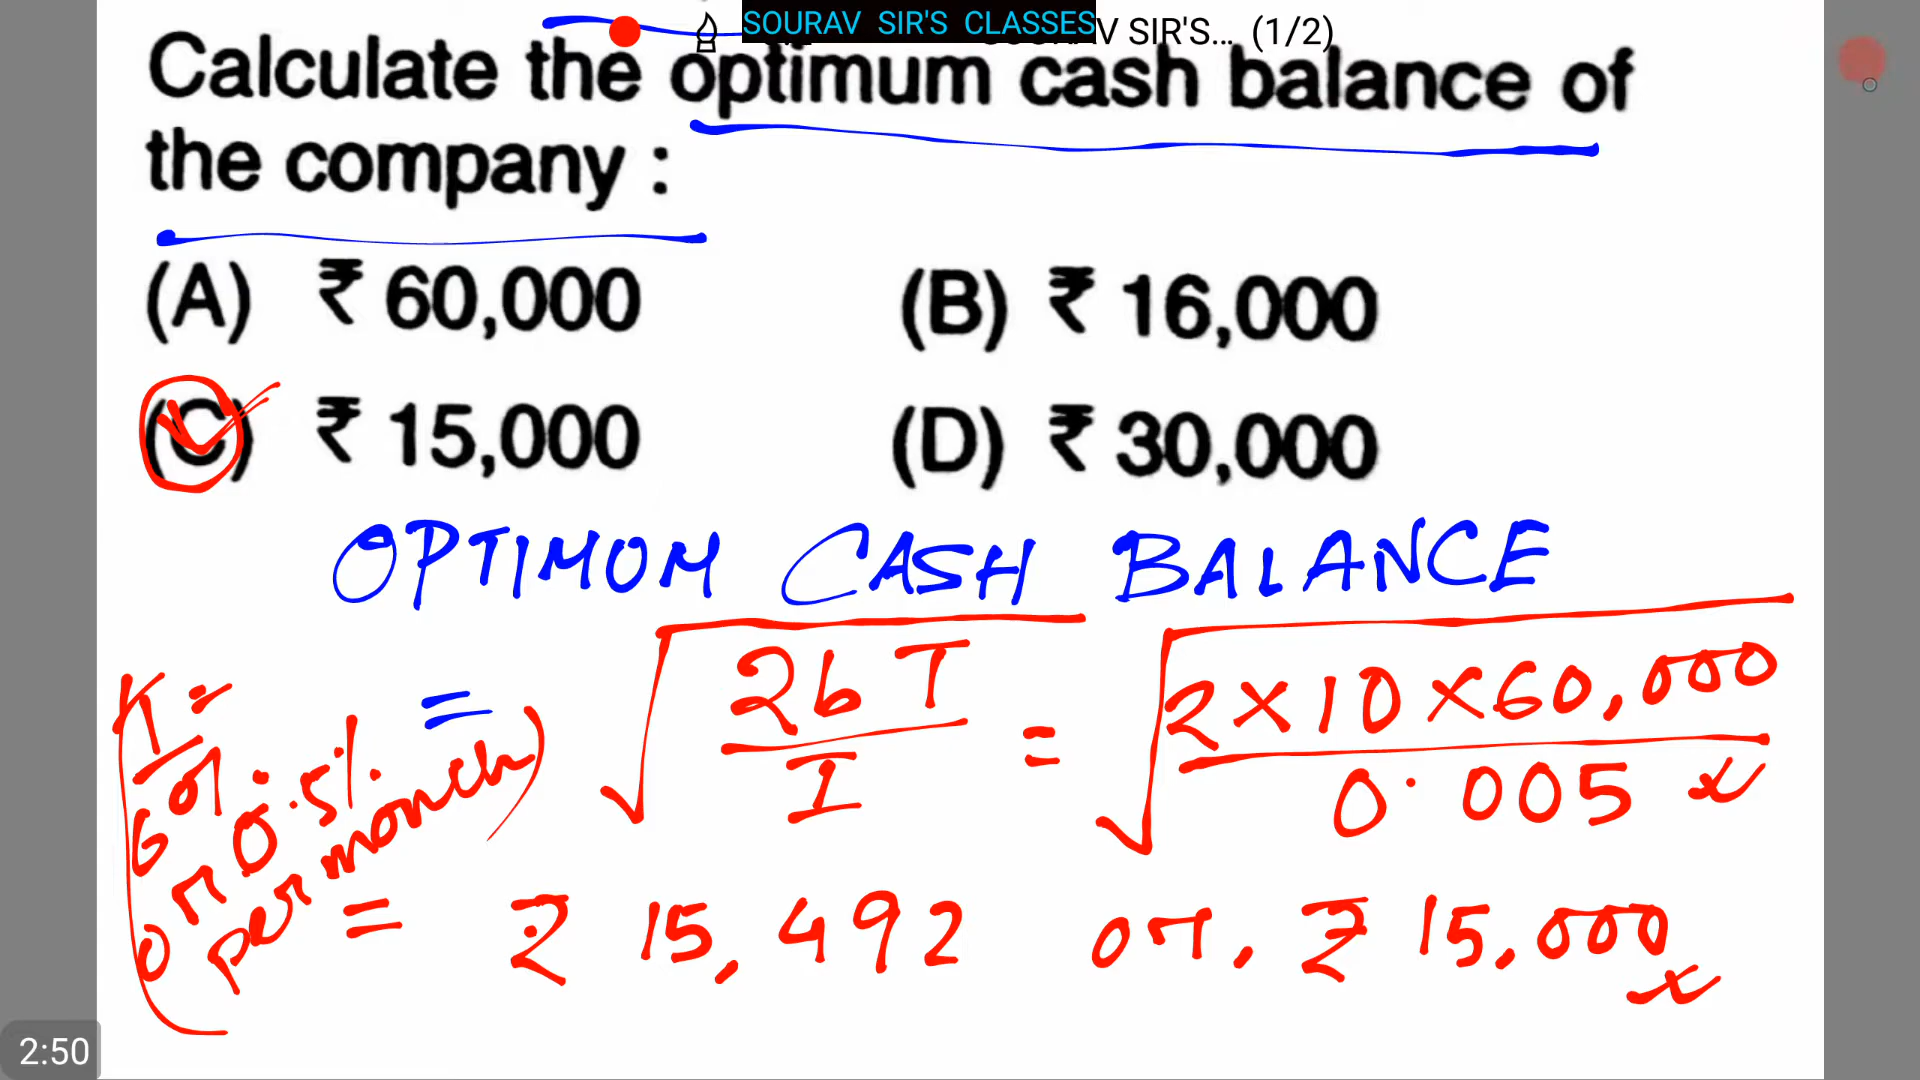 SOURAV SIR'S CLASSES
V SIR'S... (1/2)
Calculate the optimum cash balance of
the company :
(A) ₹ 60,000 (B) ₹ 16,000
(C) ₹ 15,000 (D) ₹ 30,000
OPTIMOM CASH BALANCE
= √(2bT / I) = √(2×10×60,000 / 0.005)
K =
6 or 0.5%
per month)
= ₹ 15,492 or, ₹ 15,000
2:50